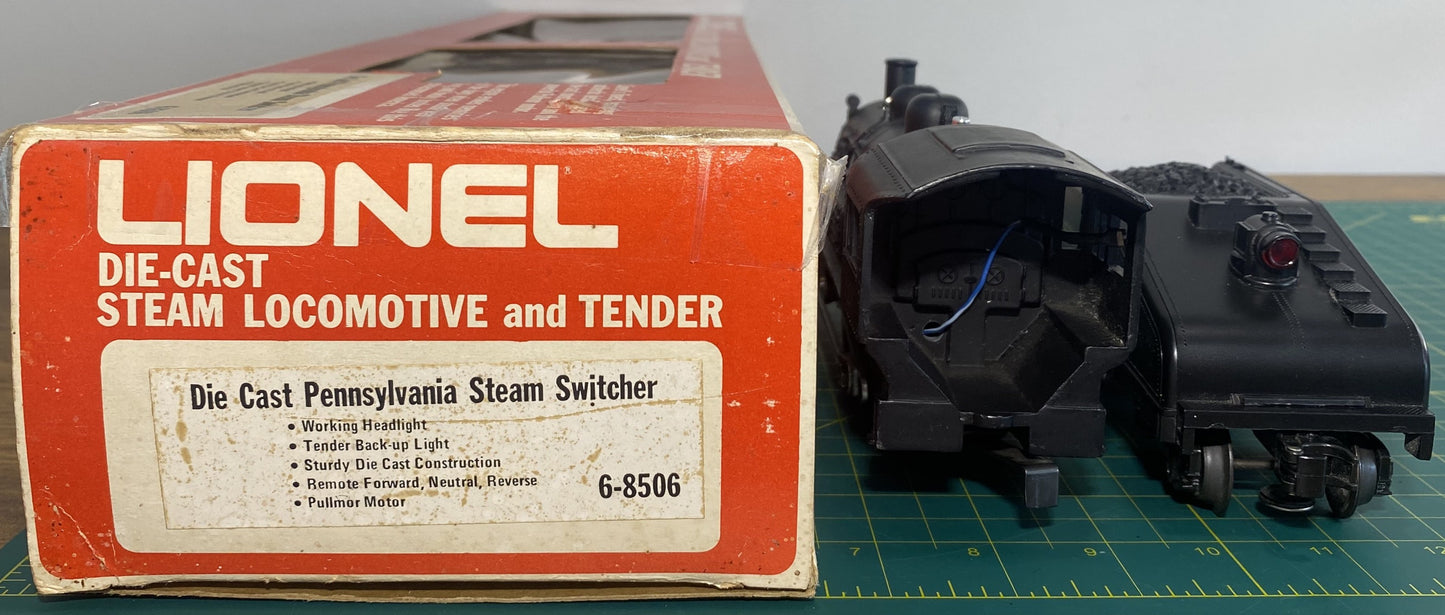 LIONEL
DIE-CAST
STEAM LOCOMOTIVE and TENDER
Die Cast Pennsylvania Steam Switcher
• Working Headlight
• Tender Back-up Light
• Sturdy Die Cast Construction
• Remote Forward, Neutral, Reverse
• Pullmor Motor
6-8506
7
8
9
10
11
12